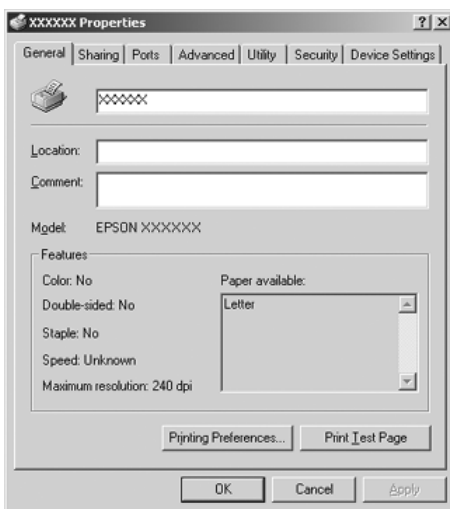 XXXXXX Properties
? X
General Sharing Ports Advanced Utility Security Device Settings
XXXXXX
Location:
Comment:
Model: EPSON XXXXXX
Features
Color: No
Double-sided: No
Staple: No
Speed: Unknown
Maximum resolution: 240 dpi
Paper available:
Letter
Printing Preferences... Print Test Page
OK Cancel Apply